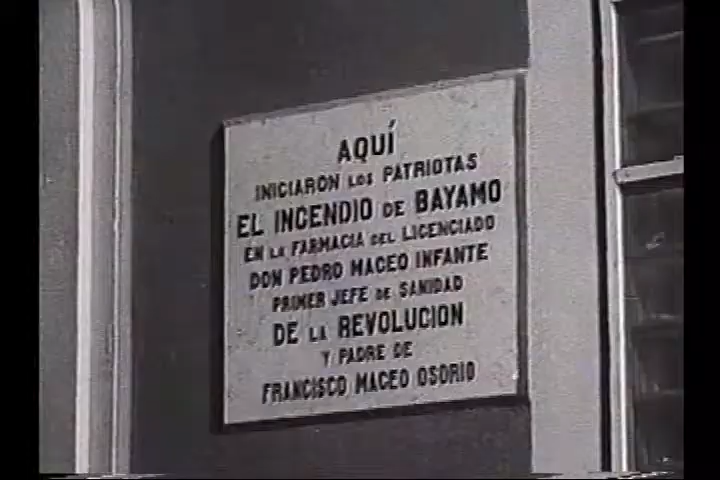 AQUÍ
INICIARON LOS PATRIOTAS
EL INCENDIO DE BAYAMO
EN LA FARMACIA DEL LICENCIADO
DON PEDRO MACEO INFANTE
PRIMER JEFE DE SANIDAD
DE LA REVOLUCION
Y PADRE DE
FRANCISCO MACEO OSORIO